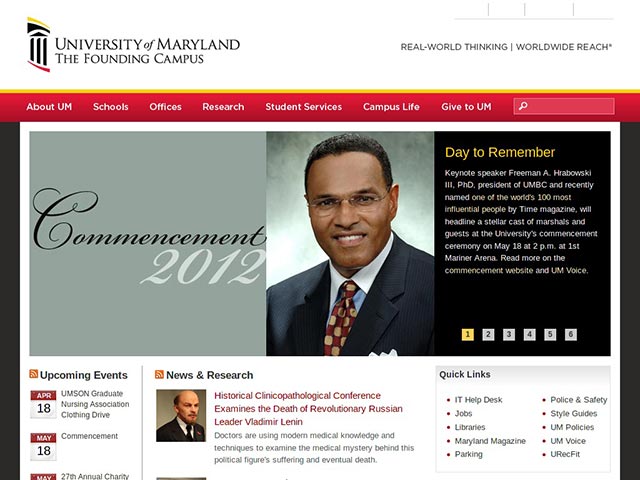 UNIVERSITY of MARYLAND
THE FOUNDING CAMPUS
REAL-WORLD THINKING | WORLDWIDE REACH®
About UM
Schools
Offices
Research
Student Services
Campus Life
Give to UM
Commencement
2012
Day to Remember
Keynote speaker Freeman A. Hrabowski
III, PhD, president of UMBC and recently
named one of the world's 100 most
influential people by Time magazine, will
headline a stellar cast of marshals and
guests at the University's commencement
ceremony on May 18 at 2 p.m. at 1st
Mariner Arena. Read more on the
commencement website and UM Voice.
1 2 3 4 5 6
Upcoming Events
APR
18
UMSON Graduate
Nursing Association
Clothing Drive
MAY
18
Commencement
MAY
27th Annual Charity
News & Research
Historical Clinicopathological Conference
Examines the Death of Revolutionary Russian
Leader Vladimir Lenin
Doctors are using modern medical knowledge and
techniques to examine the medical mystery behind this
political figure's suffering and eventual death.
Quick Links
IT Help Desk
Jobs
Libraries
Maryland Magazine
Parking
Police & Safety
Style Guides
UM Policies
UM Voice
URecFit